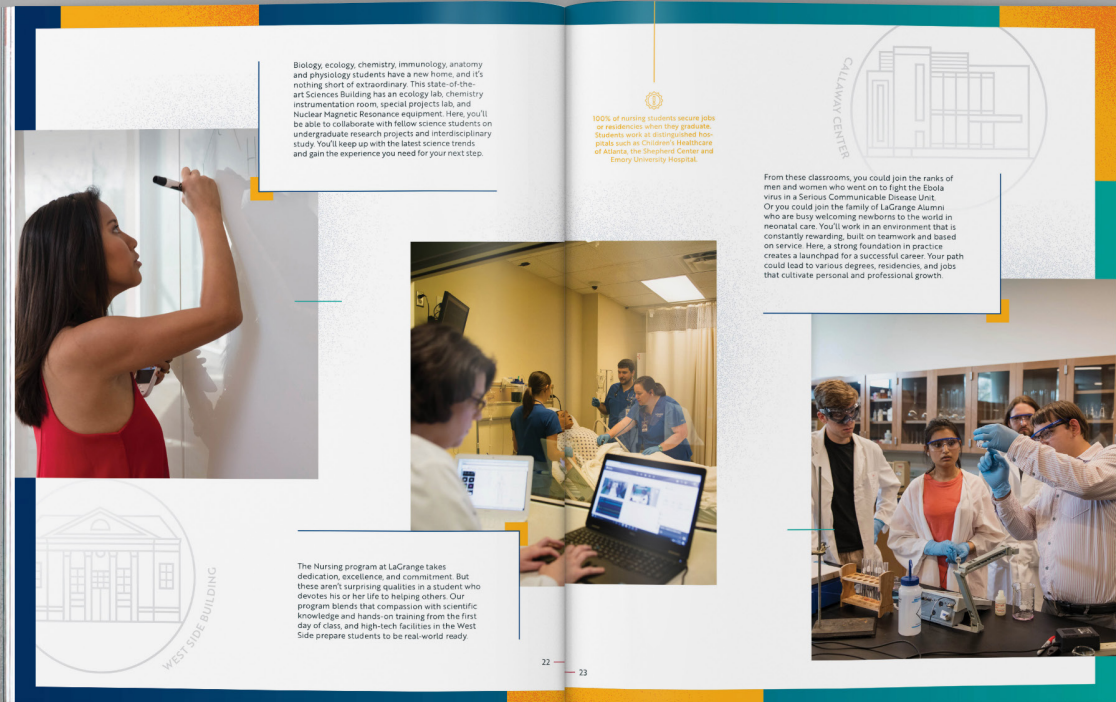 Biology, ecology, chemistry, immunology, anatomy
and physiology students have a new home, and it's
nothing short of extraordinary. This state-of-the-
art Sciences Building has an ecology lab, chemistry
instrumentation room, special projects lab, and
Nuclear Magnetic Resonance equipment. Here, you'll
be able to collaborate with fellow science students on
undergraduate research projects and interdisciplinary
study. You'll keep up with the latest science trends
and gain the experience you need for your next step.
The Nursing program at LaGrange takes
dedication, excellence, and commitment. But
these aren't surprising qualities in a student who
devotes his or her life to helping others. Our
program blends that compassion with scientific
knowledge and hands-on training from the first
day of class, and high-tech facilities in the West
Side prepare students to be real-world ready.
WEST SIDE BUILDING
22
100% of nursing students secure jobs
or residencies when they graduate.
Students work at distinguished hos-
pitals such as Children's Healthcare
of Atlanta, the Shepherd Center and
Emory University Hospital.
CALLAWAY CENTER
From these classrooms, you could join the ranks of
men and women who went on to fight the Ebola
virus in a Serious Communicable Disease Unit.
Or you could join the family of LaGrange Alumni
who are busy welcoming newborns to the world in
neonatal care. You'll work in an environment that is
constantly rewarding, built on teamwork and based
on service. Here, a strong foundation in practice
creates a launchpad for a successful career. Your path
could lead to various degrees, residencies, and jobs
that cultivate personal and professional growth.
23